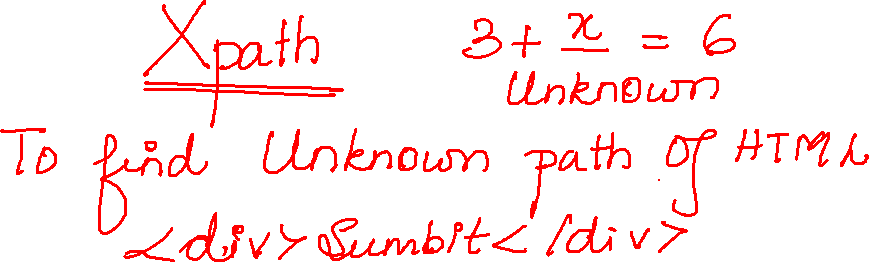 Xpath 3 + x = 6
Unknown
To find Unknown path of HTML
<div>Sumbit</div>